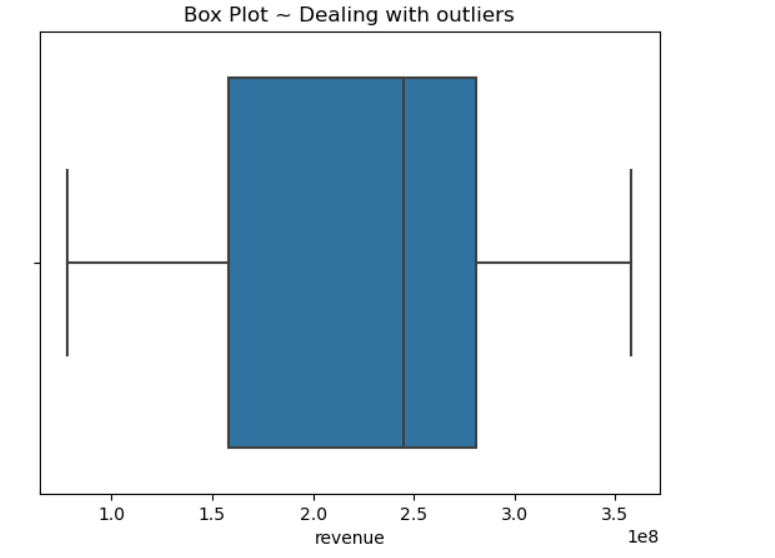 Box Plot ~ Dealing with outliers
1.0 1.5 2.0 2.5 3.0 3.5
revenue
1e8